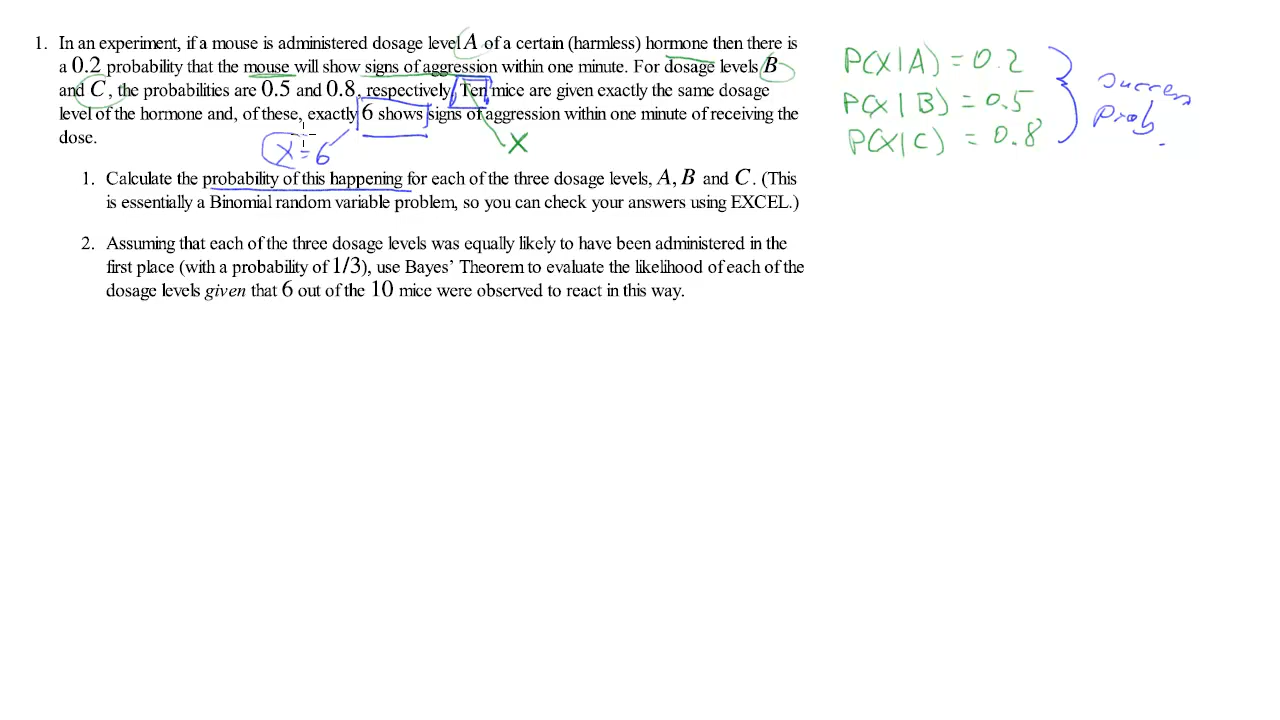 1. In an experiment, if a mouse is administered dosage level A of a certain (harmless) hormone then there is
a 0.2 probability that the mouse will show signs of aggression within one minute. For dosage levels B
and C, the probabilities are 0.5 and 0.8, respectively. Ten mice are given exactly the same dosage
level of the hormone and, of these, exactly 6 shows signs of aggression within one minute of receiving the
dose.
X = 6
X
1. Calculate the probability of this happening for each of the three dosage levels, A, B and C. (This
is essentially a Binomial random variable problem, so you can check your answers using EXCEL.)
2. Assuming that each of the three dosage levels was equally likely to have been administered in the
first place (with a probability of 1/3), use Bayes' Theorem to evaluate the likelihood of each of the
dosage levels given that 6 out of the 10 mice were observed to react in this way.
P(X|A) = 0.2
P(X|B) = 0.5
P(X|C) = 0.8
Success
Prob.